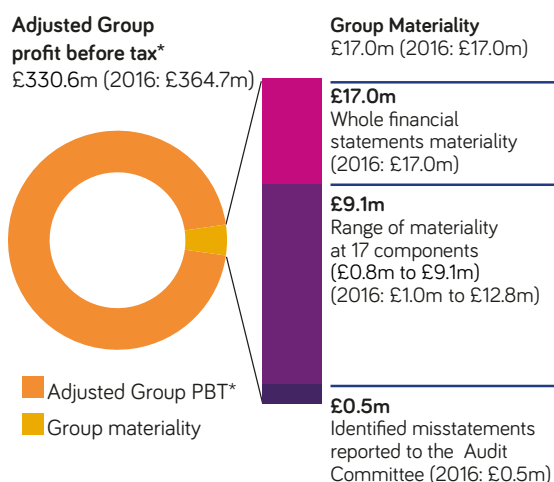 Adjusted Group
profit before tax*
£330.6m (2016: £364.7m)
Group Materiality
£17.0m (2016: £17.0m)
£17.0m
Whole financial
statements materiality
(2016: £17.0m)
£9.1m
Range of materiality
at 17 components
(£0.8m to £9.1m)
(2016: £1.0m to £12.8m)
£0.5m
Identified misstatements
reported to the Audit
Committee (2016: £0.5m)
Adjusted Group PBT*
Group materiality